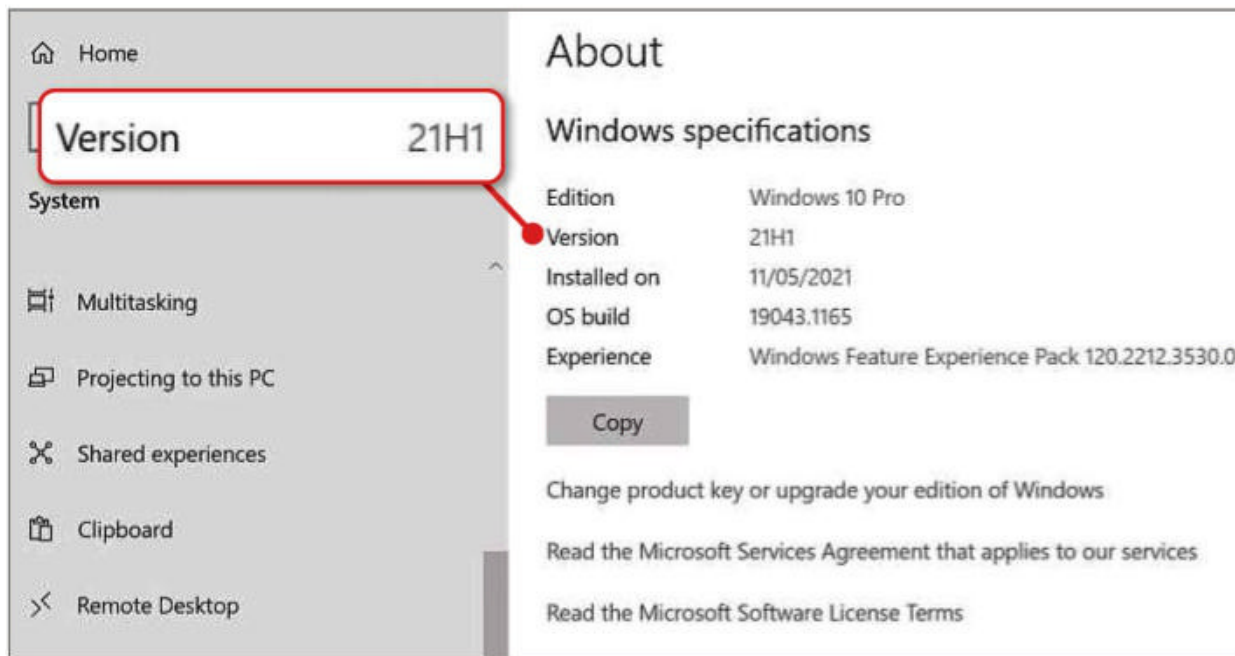 Home
Version 21H1
System
Multitasking
Projecting to this PC
Shared experiences
Clipboard
Remote Desktop
About
Windows specifications
Edition Windows 10 Pro
Version 21H1
Installed on 11/05/2021
OS build 19043.1165
Experience Windows Feature Experience Pack 120.2212.3530.0
Copy
Change product key or upgrade your edition of Windows
Read the Microsoft Services Agreement that applies to our services
Read the Microsoft Software License Terms